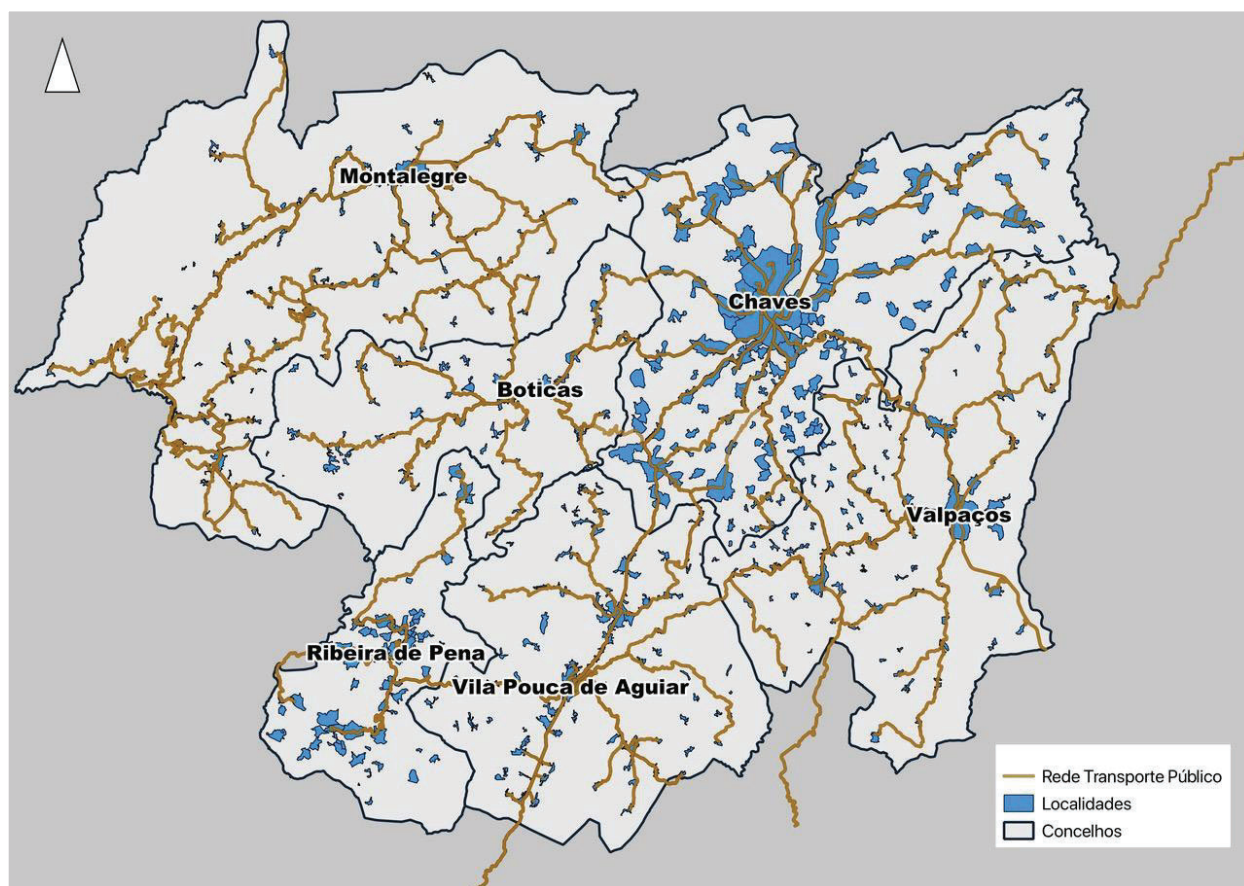 Montalegre
Chaves
Boticas
Valpaços
Ribeira de Pena
Vila Pouca de Aguiar
Rede Transporte Público
Localidades
Concelhos